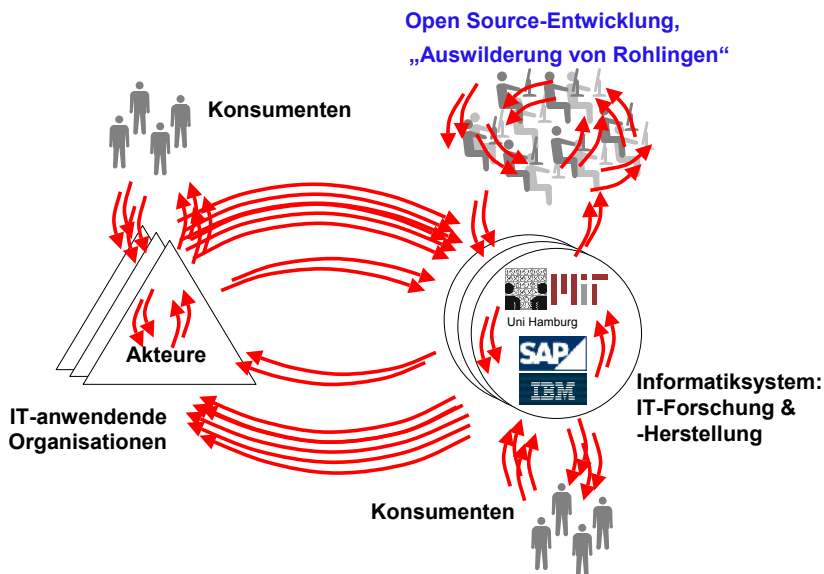 Open Source-Entwicklung,
„Auswilderung von Rohlingen“
Konsumenten
MiT
Uni Hamburg
SAP
IBM
Akteure
IT-anwendende
Organisationen
Informatiksystem:
IT-Forschung &
-Herstellung
Konsumenten